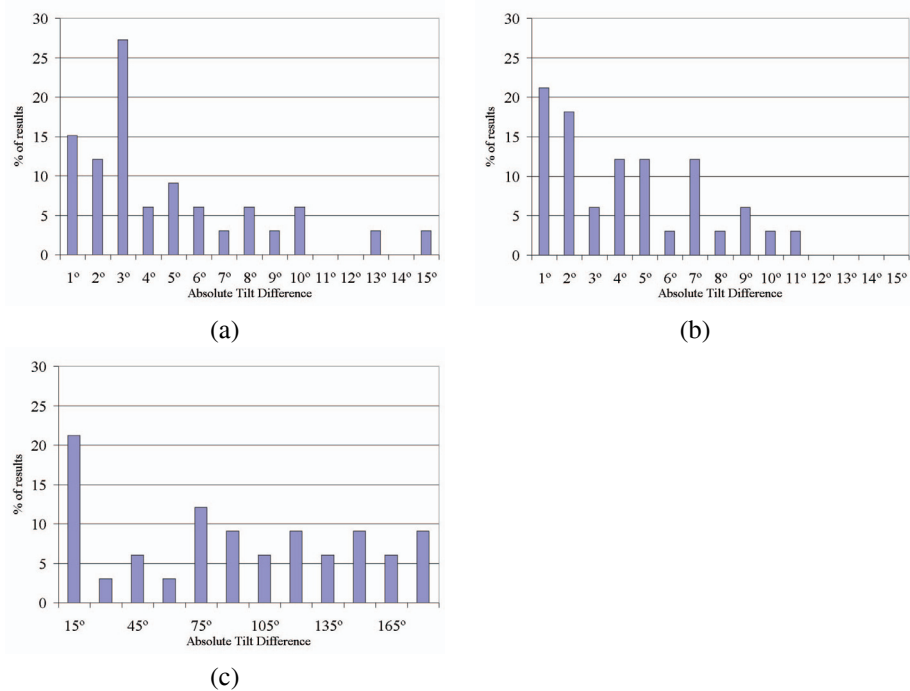 30
25
20
15
10
5
0
% of results
1º 2º 3º 4º 5º 6º 7º 8º 9º 10º 11º 12º 13º 14º 15º
Absolute Tilt Difference
(a)
30
25
20
15
10
5
0
% of results
1º 2º 3º 4º 5º 6º 7º 8º 9º 10º 11º 12º 13º 14º 15º
Absolute Tilt Difference
(b)
30
25
20
15
10
5
0
% of results
15º 45º 75º 105º 135º 165º
Absolute Tilt Difference
(c)